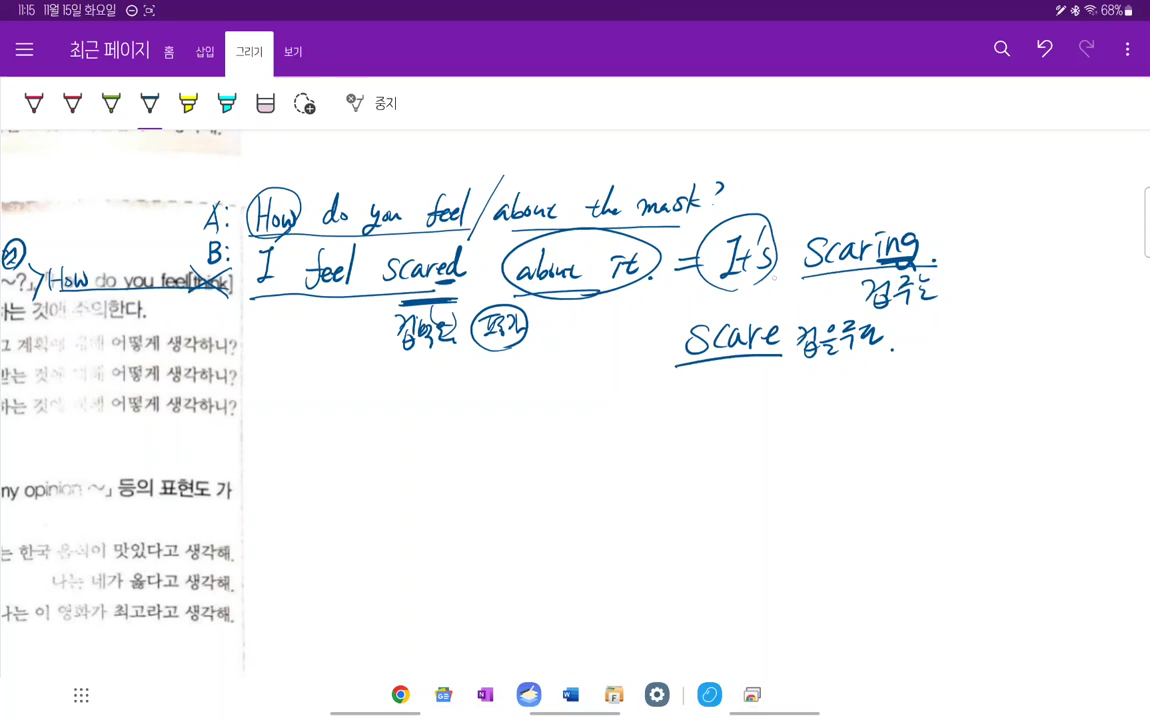 11:15 11월 15일 화요일
68%
최근 페이지 홈 삽입 그리기 보기
중지
A: How do you feel / about the mask?
B: I feel scared about it. = It's scaring.
~?」 How do you feel[think]
겁주는
하는 것에 주의한다.
겁먹은
scare 겁을주다.
그 계획에 대해 어떻게 생각하니?
받는 것에 대해 어떻게 생각하니?
하는 것에 대해 어떻게 생각하니?
ny opinion ~」 등의 표현도 가
는 한국 음식이 맛있다고 생각해.
나는 네가 옳다고 생각해.
나는 이 영화가 최고라고 생각해.